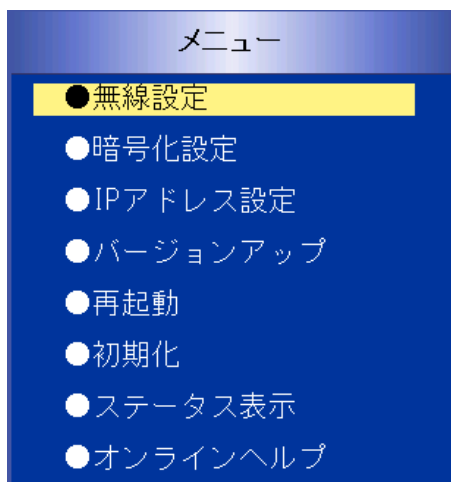 メニュー
●無線設定
●暗号化設定
●IPアドレス設定
●バージョンアップ
●再起動
●初期化
●ステータス表示
●オンラインヘルプ